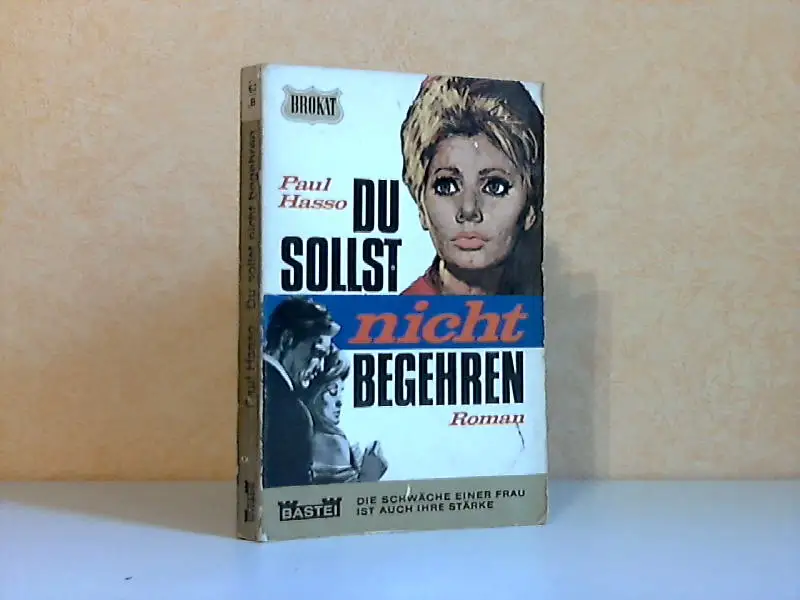 BROKAT
Paul
Hasso
DU
SOLLST
nicht
BEGEHREN
Roman
BASTEI
DIE SCHWÄCHE EINER FRAU
IST AUCH IHRE STÄRKE
Paul Hasso Du sollst nicht begehren
BASTEI